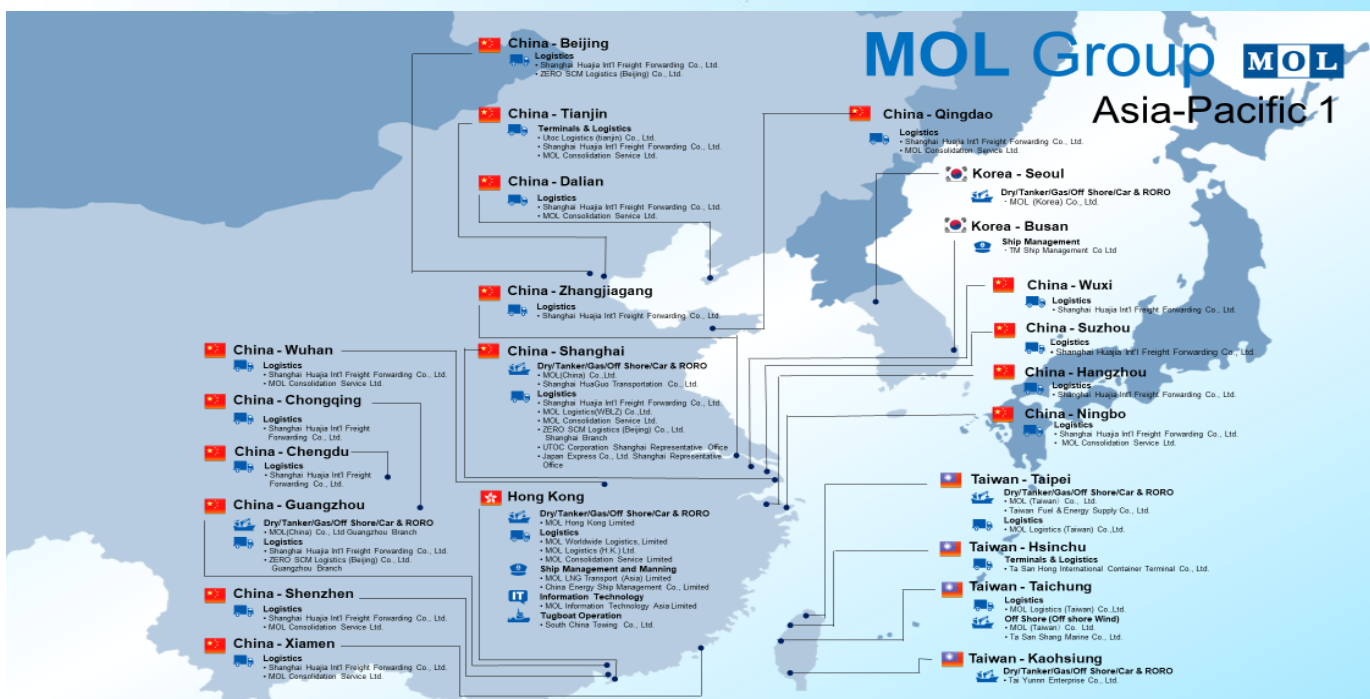 MOL Group MOL
Asia-Pacific 1
China - Beijing
Logistics
• Shanghai Huajia Int'l Freight Forwarding Co., Ltd.
• ZERO SCM Logistics (Beijing) Co., Ltd.
China - Tianjin
Terminals & Logistics
• Utoc Logistics (tianjin) Co., Ltd.
• Shanghai Huajia Int'l Freight Forwarding Co., Ltd.
• MOL Consolidation Service Ltd.
China - Dalian
Logistics
• Shanghai Huajia Int'l Freight Forwarding Co., Ltd.
• MOL Consolidation Service Ltd.
China - Zhangjiagang
Logistics
• Shanghai Huajia Int'l Freight Forwarding Co., Ltd.
China - Shanghai
Dry/Tanker/Gas/Off Shore/Car & RORO
• MOL(China) Co., Ltd.
• Shanghai HuaGuo Transportation Co., Ltd.
Logistics
• Shanghai Huajia Int'l Freight Forwarding Co., Ltd.
• MOL Logistics(WBLZ) Co.,Ltd.
• MOL Consolidation Service Ltd.
• ZERO SCM Logistics (Beijing) Co., Ltd.
Shanghai Branch
• UTOC Corporation Shanghai Representative Office
• Japan Express Co., Ltd. Shanghai Representative
Office
Hong Kong
Dry/Tanker/Gas/Off Shore/Car & RORO
• MOL Hong Kong Limited
Logistics
• MOL Worldwide Logistics, Limited
• MOL Logistics (H.K.) Ltd.
• MOL Consolidation Service Limited
Ship Management and Manning
• MOL LNG Transport (Asia) Limited
• China Energy Ship Management Co., Limited
IT
Information Technology
• MOL Information Technology Asia Limited
Tugboat Operation
• South China Towing Co., Ltd.
China - Wuhan
Logistics
• Shanghai Huajia Int'l Freight Forwarding Co., Ltd.
• MOL Consolidation Service Ltd.
China - Chongqing
Logistics
• Shanghai Huajia Int'l Freight
Forwarding Co., Ltd.
China - Chengdu
Logistics
• Shanghai Huajia Int'l Freight
Forwarding Co., Ltd.
China - Guangzhou
Dry/Tanker/Gas/Off Shore/Car & RORO
• MOL(China) Co., Ltd Guangzhou Branch
Logistics
• Shanghai Huajia Int'l Freight Forwarding Co., Ltd.
• ZERO SCM Logistics (Beijing) Co., Ltd.
Guangzhou Branch
China - Shenzhen
Logistics
• Shanghai Huajia Int'l Freight Forwarding Co., Ltd.
• MOL Consolidation Service Ltd.
China - Xiamen
Logistics
• Shanghai Huajia Int'l Freight Forwarding Co., Ltd.
• MOL Consolidation Service Ltd.
China - Qingdao
Logistics
• Shanghai Huajia Int'l Freight Forwarding Co., Ltd.
• MOL Consolidation Service Ltd.
Korea - Seoul
Dry/Tanker/Gas/Off Shore/Car & RORO
• MOL (Korea) Co., Ltd.
Korea - Busan
Ship Management
• TM Ship Management Co Ltd
China - Wuxi
Logistics
• Shanghai Huajia Int'l Freight Forwarding Co., Ltd.
China - Suzhou
Logistics
• Shanghai Huajia Int'l Freight Forwarding Co., Ltd.
China - Hangzhou
Logistics
• Shanghai Huajia Int'l Freight Forwarding Co., Ltd.
China - Ningbo
Logistics
• Shanghai Huajia Int'l Freight Forwarding Co., Ltd.
• MOL Consolidation Service Ltd.
Taiwan - Taipei
Dry/Tanker/Gas/Off Shore/Car & RORO
• MOL (Taiwan) Co., Ltd.
• Taiwan Fuel & Energy Supply Co., Ltd.
Logistics
• MOL Logistics (Taiwan) Co.,Ltd.
Taiwan - Hsinchu
Terminals & Logistics
• Ta San Hong International Container Terminal Co., Ltd.
Taiwan - Taichung
Logistics
• MOL Logistics (Taiwan) Co.,Ltd.
Off Shore (Off shore Wind)
• MOL (Taiwan) Co., Ltd.
• Ta San Shang Marine Co., Ltd.
Taiwan - Kaohsiung
Dry/Tanker/Gas/Off Shore/Car & RORO
• Tai Yunnn Enterprise Co., Ltd.